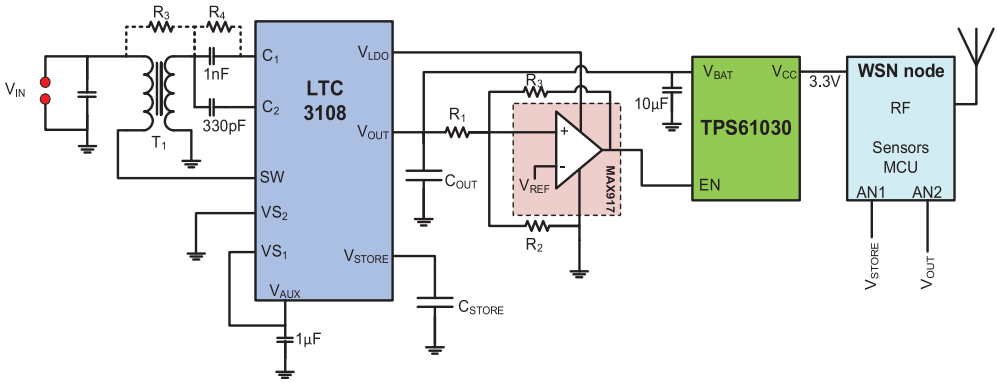 R3
R4
VIN
T1
1nF
330pF
C1
C2
SW
VS2
VS1
VAUX
1µF
LTC
3108
VLDO
VOUT
VSTORE
COUT
CSTORE
R1
R3
R2
+
-
VREF
MAX917
10µF
VBAT
VCC
TPS61030
EN
3.3V
WSN node
RF
Sensors
MCU
AN1
AN2
VSTORE
VOUT